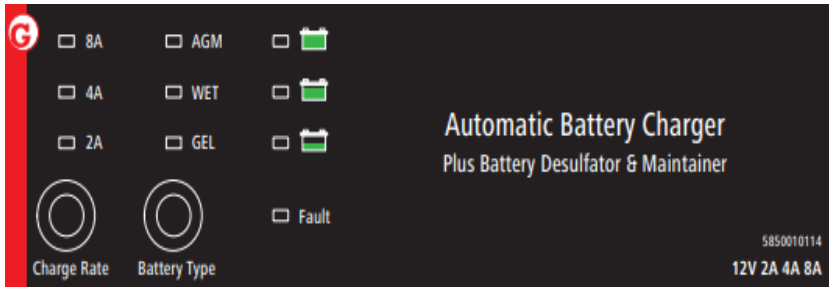 G
8A
AGM
4A
WET
2A
GEL
Fault
Charge Rate
Battery Type
Automatic Battery Charger
Plus Battery Desulfator & Maintainer
5850010114
12V 2A 4A 8A